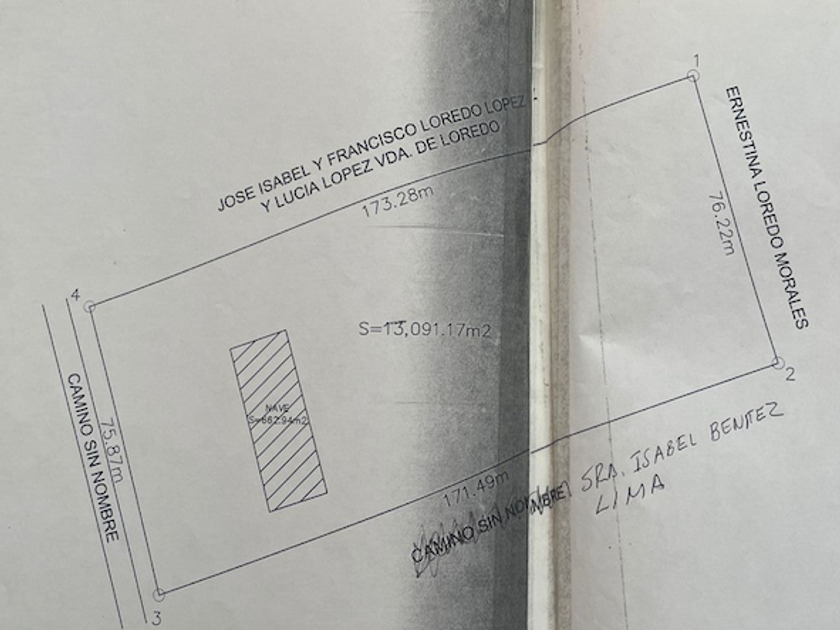 1
JOSE ISABEL Y FRANCISCO LOREDO LOPEZ
Y LUCIA LOPEZ VDA. DE LOREDO
173.28m
ERNESTINA LOREDO MORALES
76.22m
4
S=13,091.17m2
2
NAVE
S=662.94m2
CAMINO SIN NOMBRE
75.87m
171.49m
CAMINO SIN NOMBRE
SRA. ISABEL BENITEZ
LIMA
3